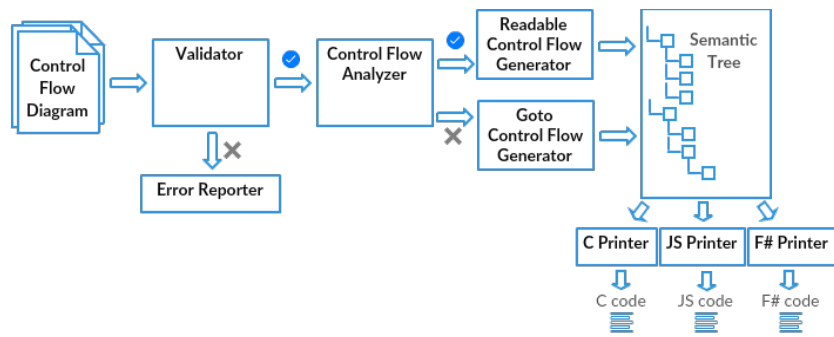 Control
Flow
Diagram
Validator
Error Reporter
Control Flow
Analyzer
Readable
Control Flow
Generator
Goto
Control Flow
Generator
Semantic
Tree
C Printer
JS Printer
F# Printer
C code
JS code
F# code